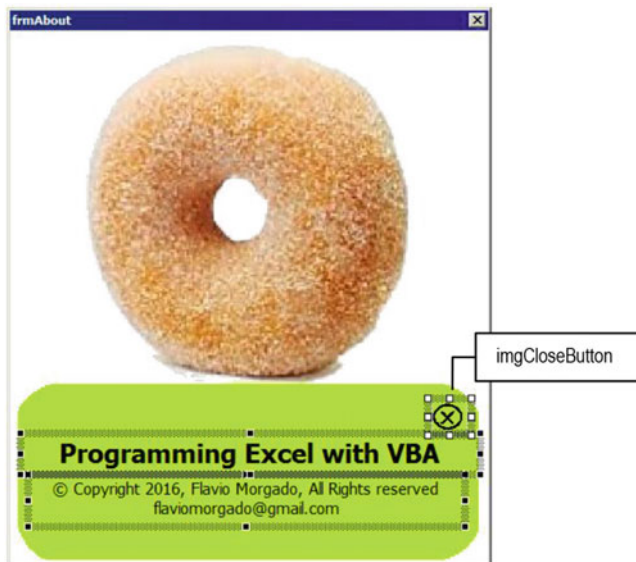 frmAbout
imgCloseButton
Programming Excel with VBA
© Copyright 2016, Flavio Morgado, All Rights reserved
flaviomorgado@gmail.com